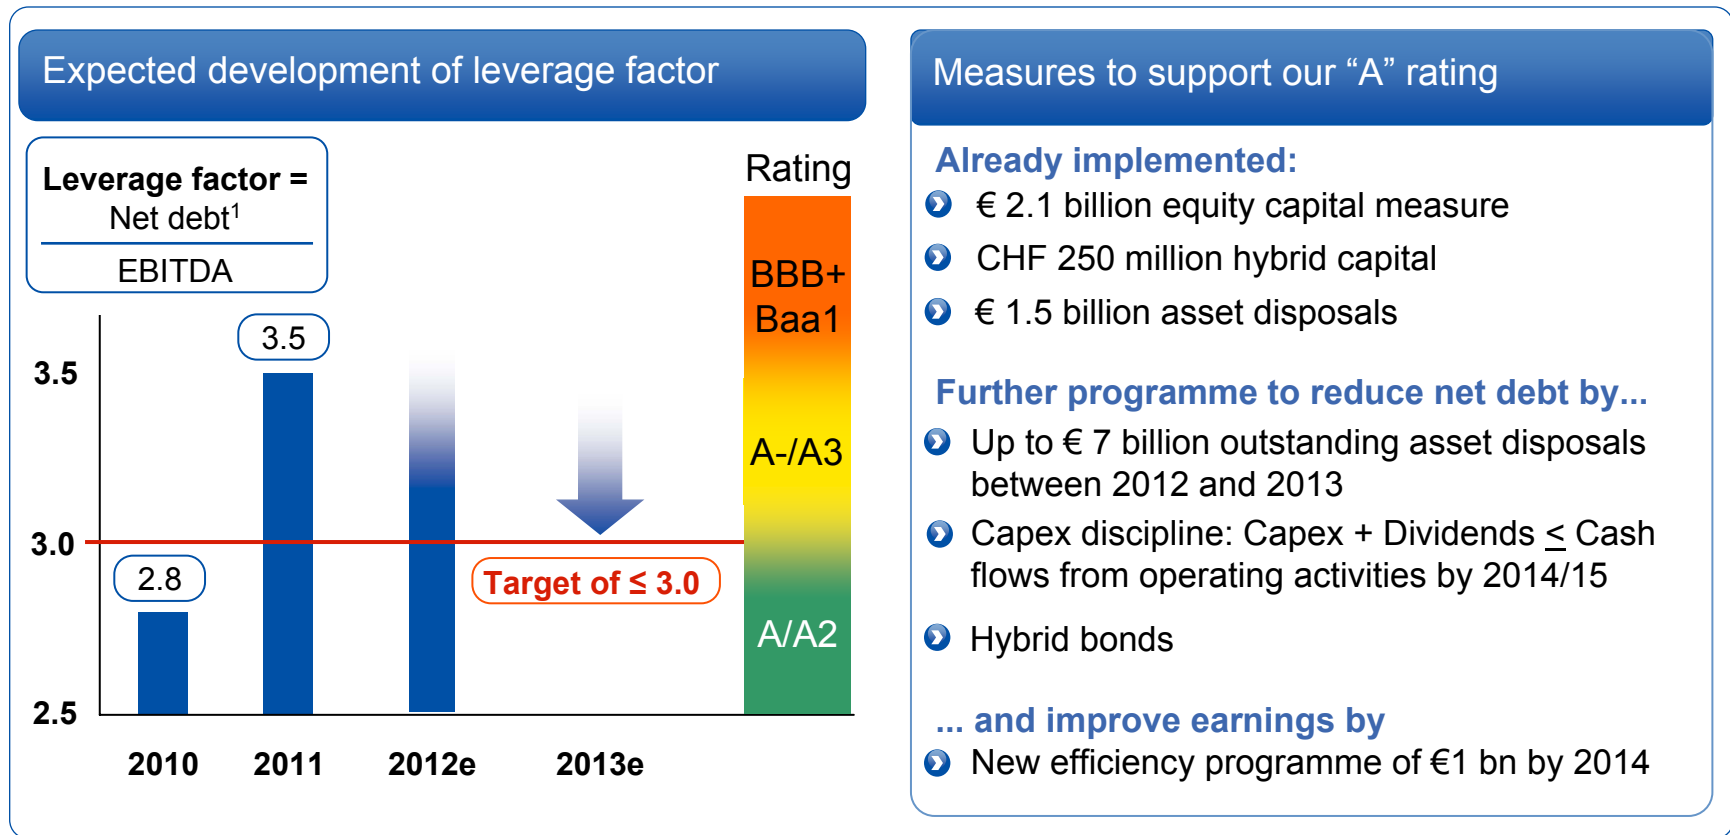 Expected development of leverage factor
Leverage factor =
Net debt¹
EBITDA
Rating
BBB+
Baa1
A-/A3
A/A2
3.5
3.0
2.5
2.8
3.5
Target of ≤ 3.0
2010 2011 2012e 2013e
Measures to support our “A” rating
Already implemented:
€ 2.1 billion equity capital measure
CHF 250 million hybrid capital
€ 1.5 billion asset disposals
Further programme to reduce net debt by...
Up to € 7 billion outstanding asset disposals
between 2012 and 2013
Capex discipline: Capex + Dividends ≤ Cash
flows from operating activities by 2014/15
Hybrid bonds
... and improve earnings by
New efficiency programme of €1 bn by 2014